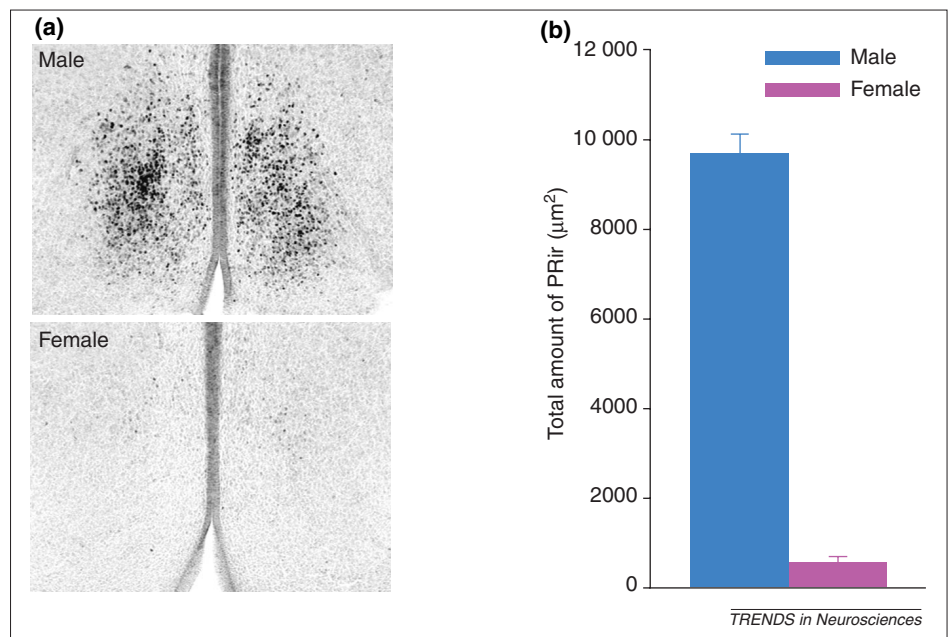 (a)
Male
Female
(b)
Male
Female
12 000
10 000
8000
6000
4000
2000
0
Total amount of PRir (μm²)
TRENDS in Neurosciences